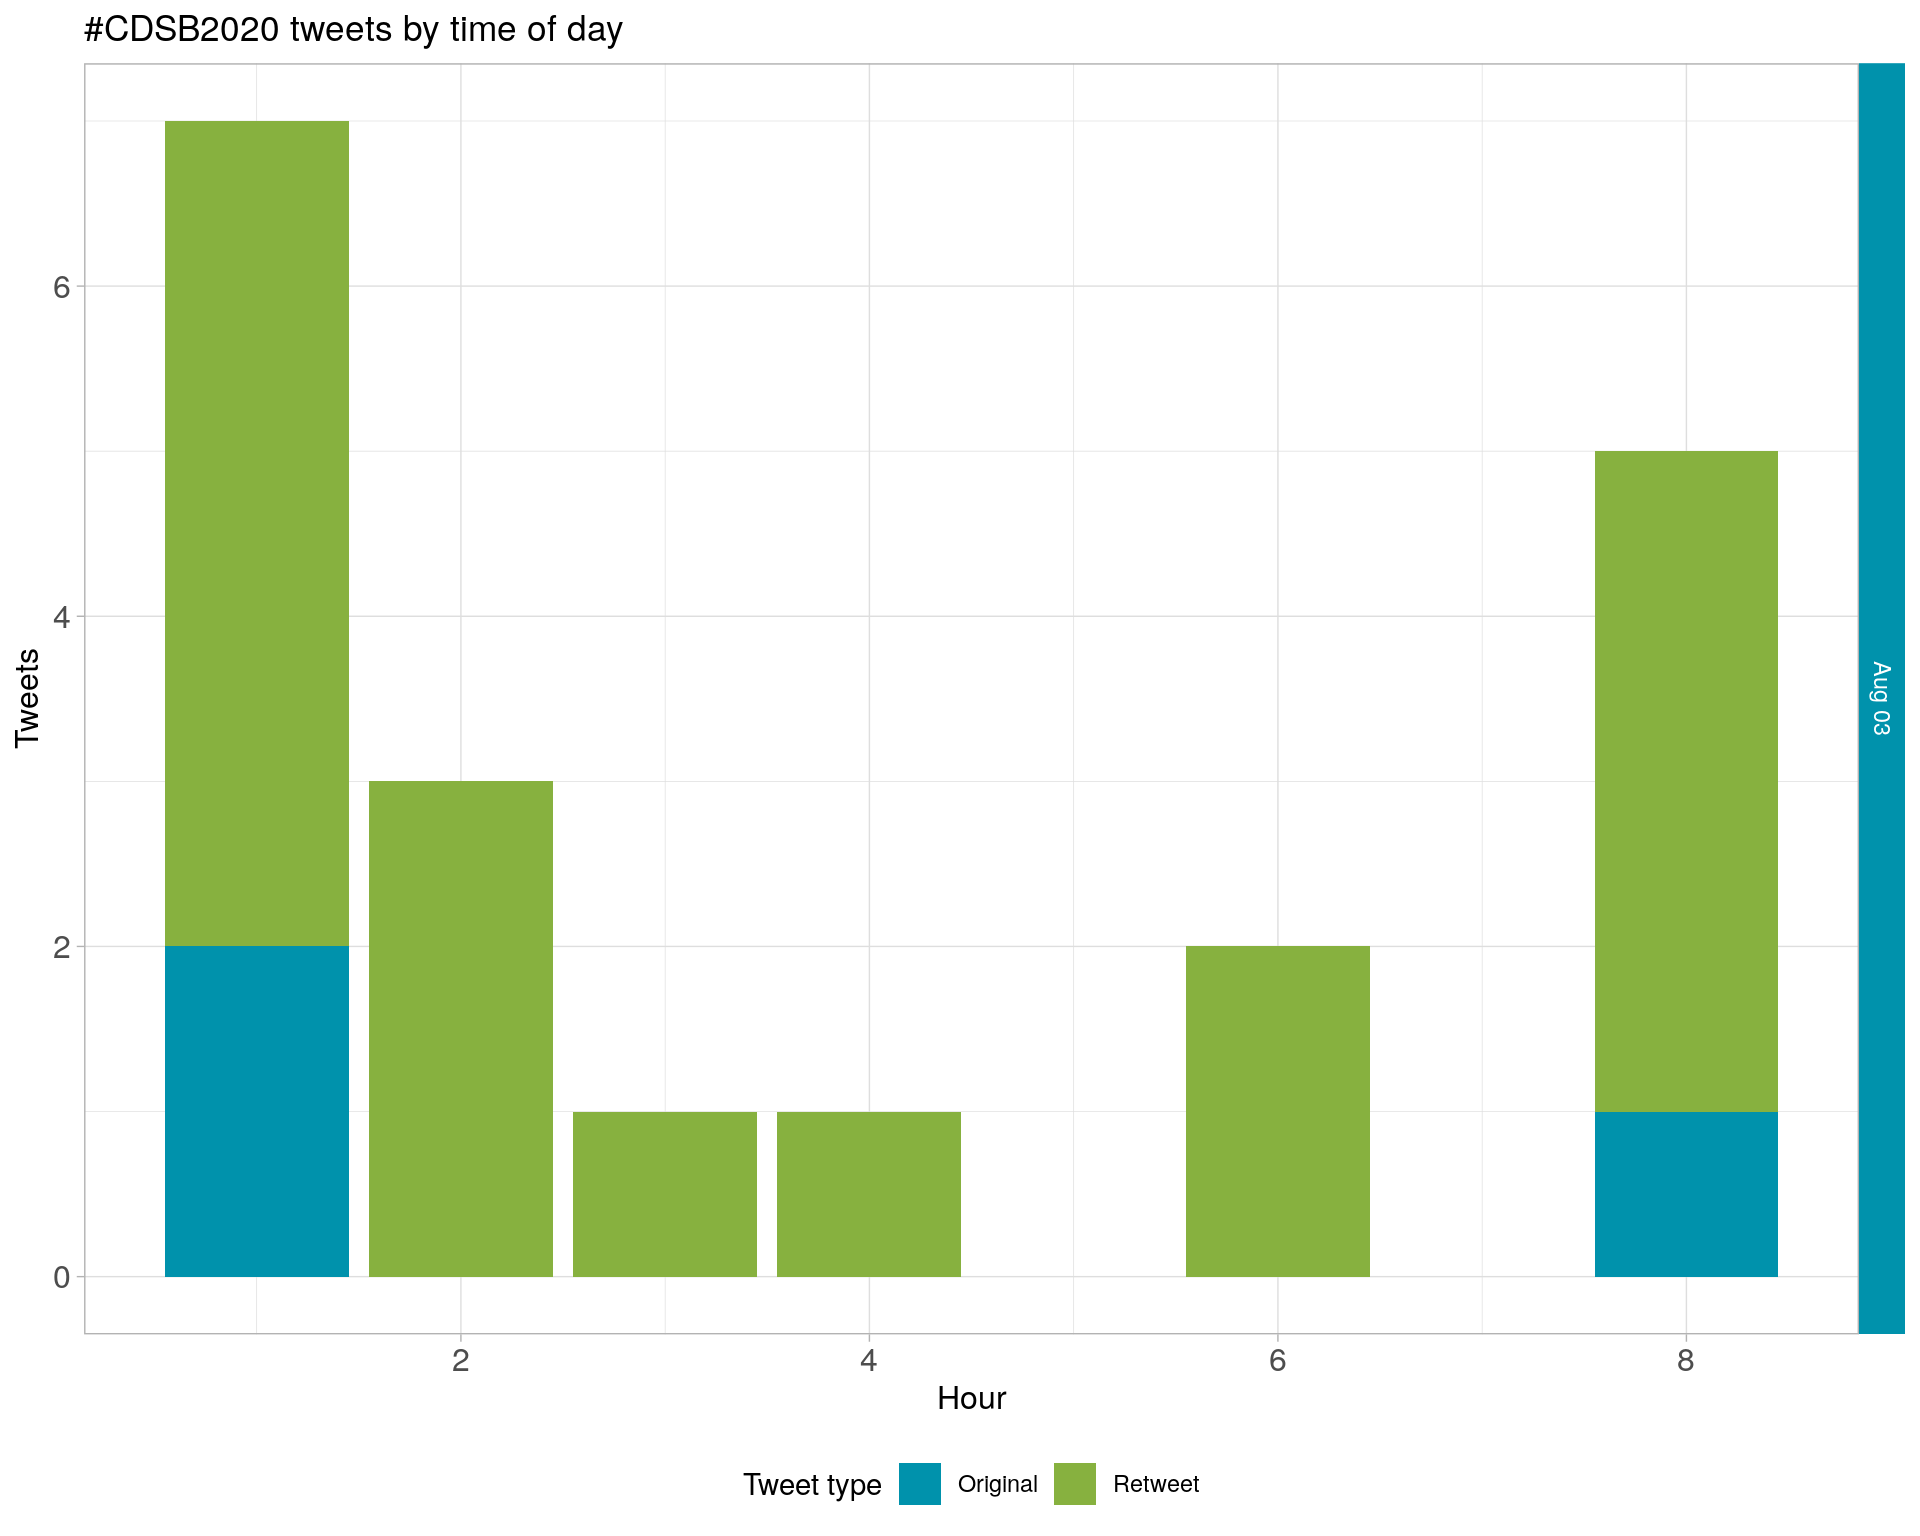 #CDSB2020 tweets by time of day
Tweets
6
4
2
0
Aug 03
2 4 6 8
Hour
Tweet type Original Retweet